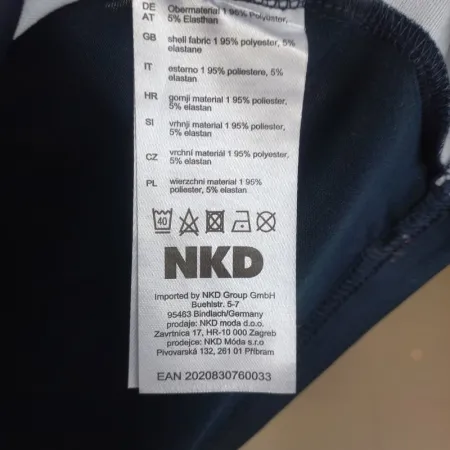 DE Obermaterial 1 95% Polyester,
AT 5% Elasthan
GB shell fabric 1 95% polyester, 5%
elastane
IT esterno 1 95% poliestere, 5%
elastan
HR gornji material 1 95% poliester,
5% elastan
SI vrhnji material 1 95% poliester,
5% elastan
CZ vrchní materiál 1 95% polyester,
5% elastan
PL wierzchni material 1 95%
poliester, 5% elastan
40
NKD
Imported by NKD Group GmbH
Buehlstr. 5-7
95463 Bindlach/Germany
prodaje: NKD moda d.o.o.
Zavrtnica 17, HR-10 000 Zagreb
prodejce: NKD Móda s.r.o
Pivovarská 132, 261 01 Příbram
EAN 2020830760033